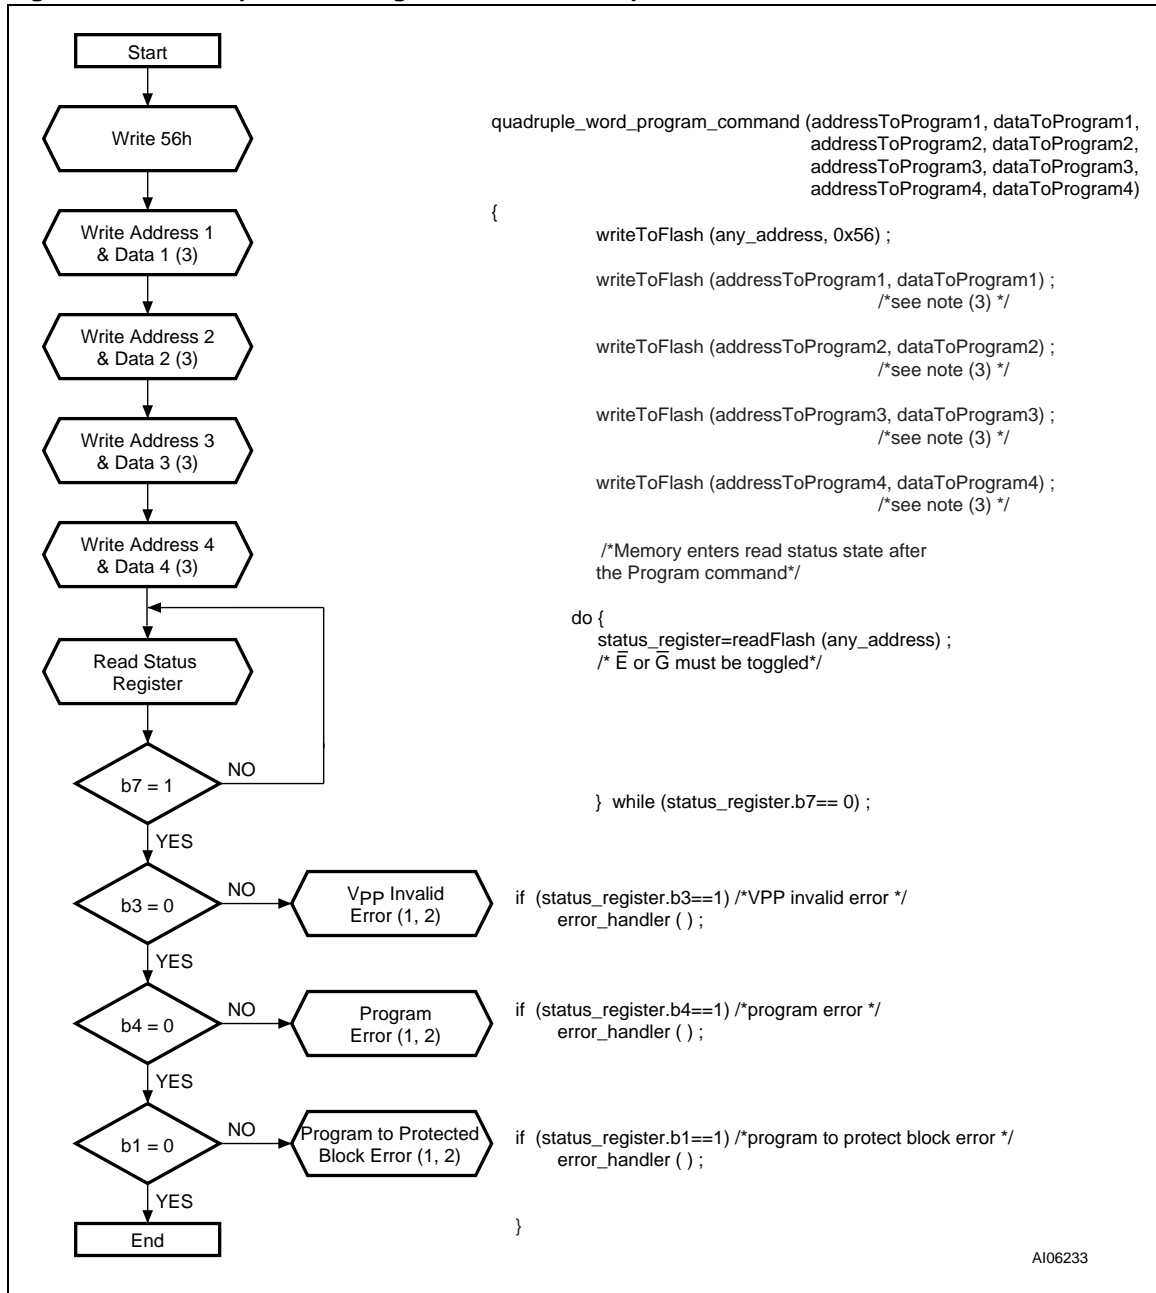 Start
Write 56h
Write Address 1
& Data 1 (3)
Write Address 2
& Data 2 (3)
Write Address 3
& Data 3 (3)
Write Address 4
& Data 4 (3)
Read Status
Register
b7 = 1
NO
YES
b3 = 0
NO
VPP Invalid
Error (1, 2)
YES
b4 = 0
NO
Program
Error (1, 2)
YES
b1 = 0
NO
Program to Protected
Block Error (1, 2)
YES
End
quadruple_word_program_command (addressToProgram1, dataToProgram1,
addressToProgram2, dataToProgram2,
addressToProgram3, dataToProgram3,
addressToProgram4, dataToProgram4)
{
writeToFlash (any_address, 0x56) ;
writeToFlash (addressToProgram1, dataToProgram1) ;
/*see note (3) */
writeToFlash (addressToProgram2, dataToProgram2) ;
/*see note (3) */
writeToFlash (addressToProgram3, dataToProgram3) ;
/*see note (3) */
writeToFlash (addressToProgram4, dataToProgram4) ;
/*see note (3) */
/*Memory enters read status state after
the Program command*/
do {
status_register=readFlash (any_address) ;
/* E̅ or G̅ must be toggled*/
} while (status_register.b7== 0) ;
if (status_register.b3==1) /*VPP invalid error */
error_handler ( ) ;
if (status_register.b4==1) /*program error */
error_handler ( ) ;
if (status_register.b1==1) /*program to protect block error */
error_handler ( ) ;
}
AI06233